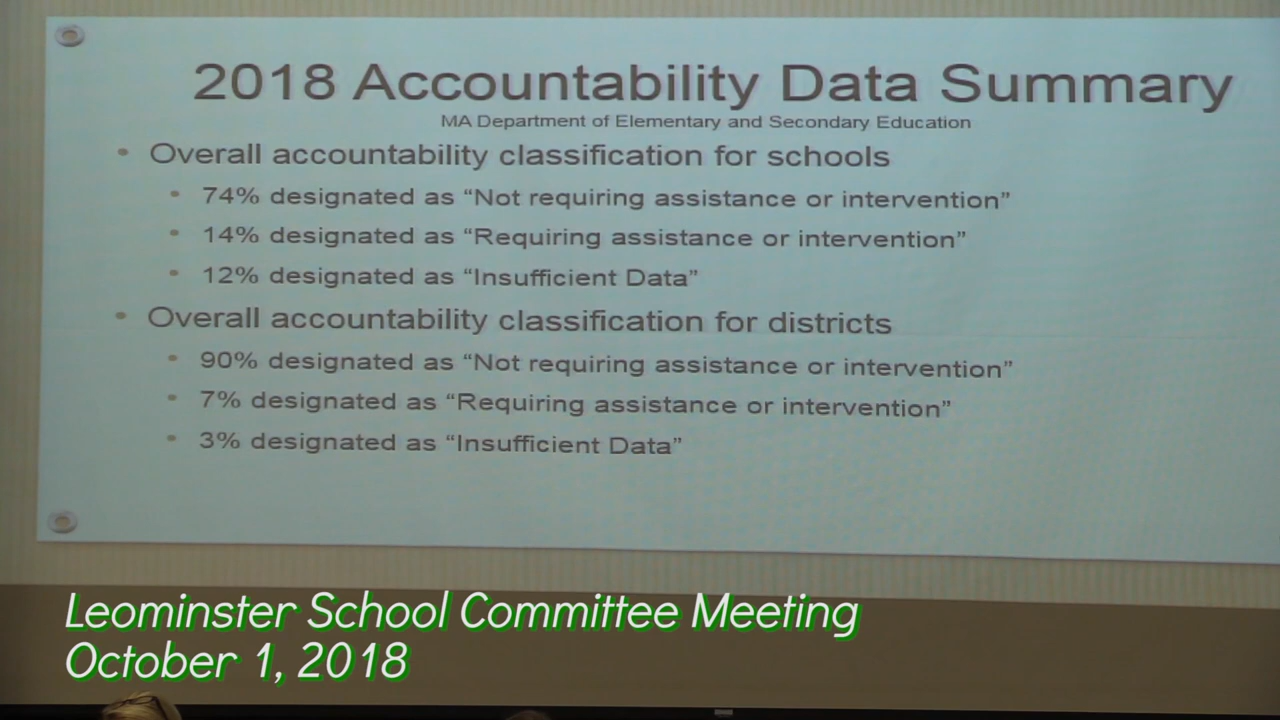 2018 Accountability Data Summary
MA Department of Elementary and Secondary Education
• Overall accountability classification for schools
• 74% designated as “Not requiring assistance or intervention”
• 14% designated as “Requiring assistance or intervention”
• 12% designated as “Insufficient Data”
• Overall accountability classification for districts
• 90% designated as “Not requiring assistance or intervention”
• 7% designated as “Requiring assistance or intervention”
• 3% designated as “Insufficient Data”
Leominster School Committee Meeting
October 1, 2018